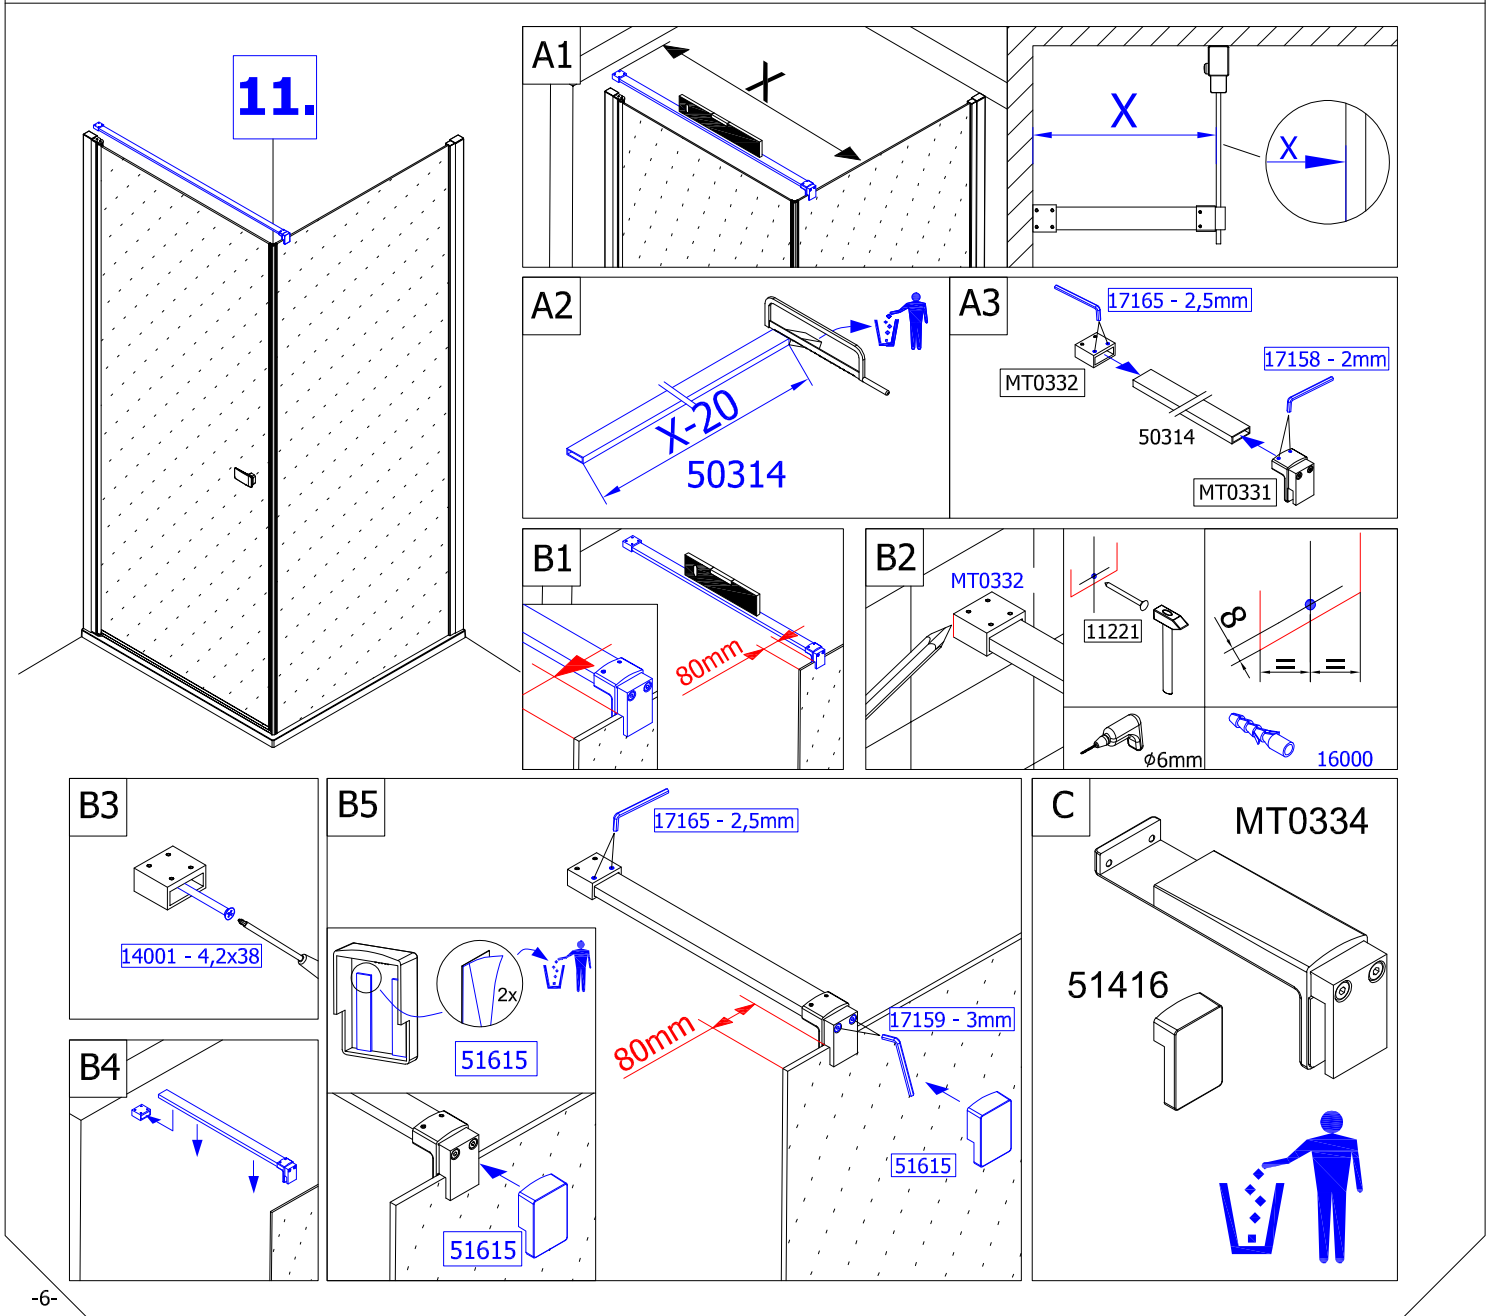 11.
A1
X
X
X
A2
X-20
50314
A3
17165 - 2,5mm
17158 - 2mm
MT0332
50314
MT0331
B1
80mm
B2
MT0332
11221
8
=
=
ϕ6mm
16000
B3
14001 - 4,2x38
B4
B5
17165 - 2,5mm
2x
51615
80mm
17159 - 3mm
51615
51615
C
MT0334
51416
-6-